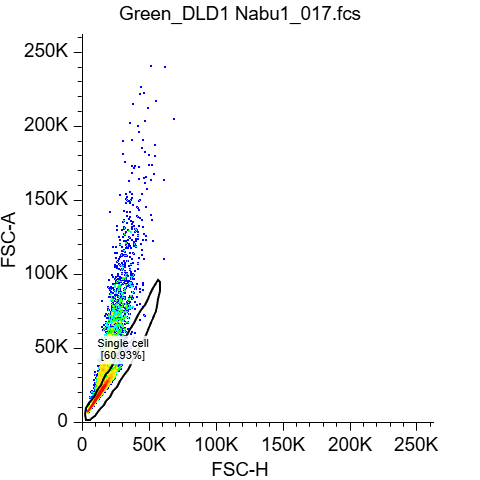 Green_DLD1 Nabu1_017.fcs
250K
200K
150K
100K
50K
0
FSC-A
Single cell
[60.93%]
0
50K
100K
150K
200K
250K
FSC-H